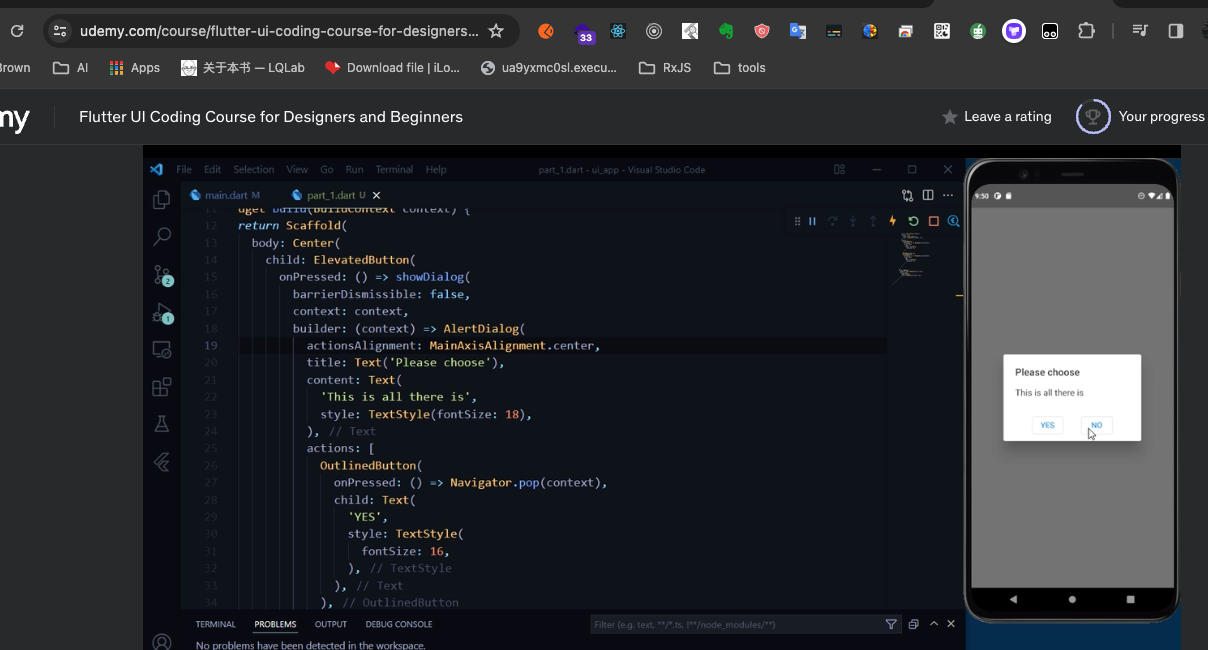 udemy.com/course/flutter-ui-coding-course-for-designers...
33
Brown
AI
Apps
关于本书 — LQLab
Download file | iLo...
ua9yxmc0sl.execu...
RxJS
tools
my
Flutter UI Coding Course for Designers and Beginners
Leave a rating
Your progress
File Edit Selection View Go Run Terminal Help
part_1.dart - ui_app - Visual Studio Code
main.dart M
part_1.dart U
11 dget build(BuildContext context) {
12 return Scaffold(
13 body: Center(
14 child: ElevatedButton(
15 onPressed: () => showDialog(
16 barrierDismissible: false,
17 context: context,
18 builder: (context) => AlertDialog(
19 actionsAlignment: MainAxisAlignment.center,
20 title: Text('Please choose'),
21 content: Text(
22 'This is all there is',
23 style: TextStyle(fontSize: 18),
24 ), // Text
25 actions: [
26 OutlinedButton(
27 onPressed: () => Navigator.pop(context),
28 child: Text(
29 'YES',
30 style: TextStyle(
31 fontSize: 16,
32 ), // TextStyle
33 ), // Text
34 ), // OutlinedButton
2
1
TERMINAL PROBLEMS OUTPUT DEBUG CONSOLE
Filter (e.g. text, **/*.ts, !**/node_modules/**)
No problems have been detected in the workspace.
9:50
Please choose
This is all there is
YES NO